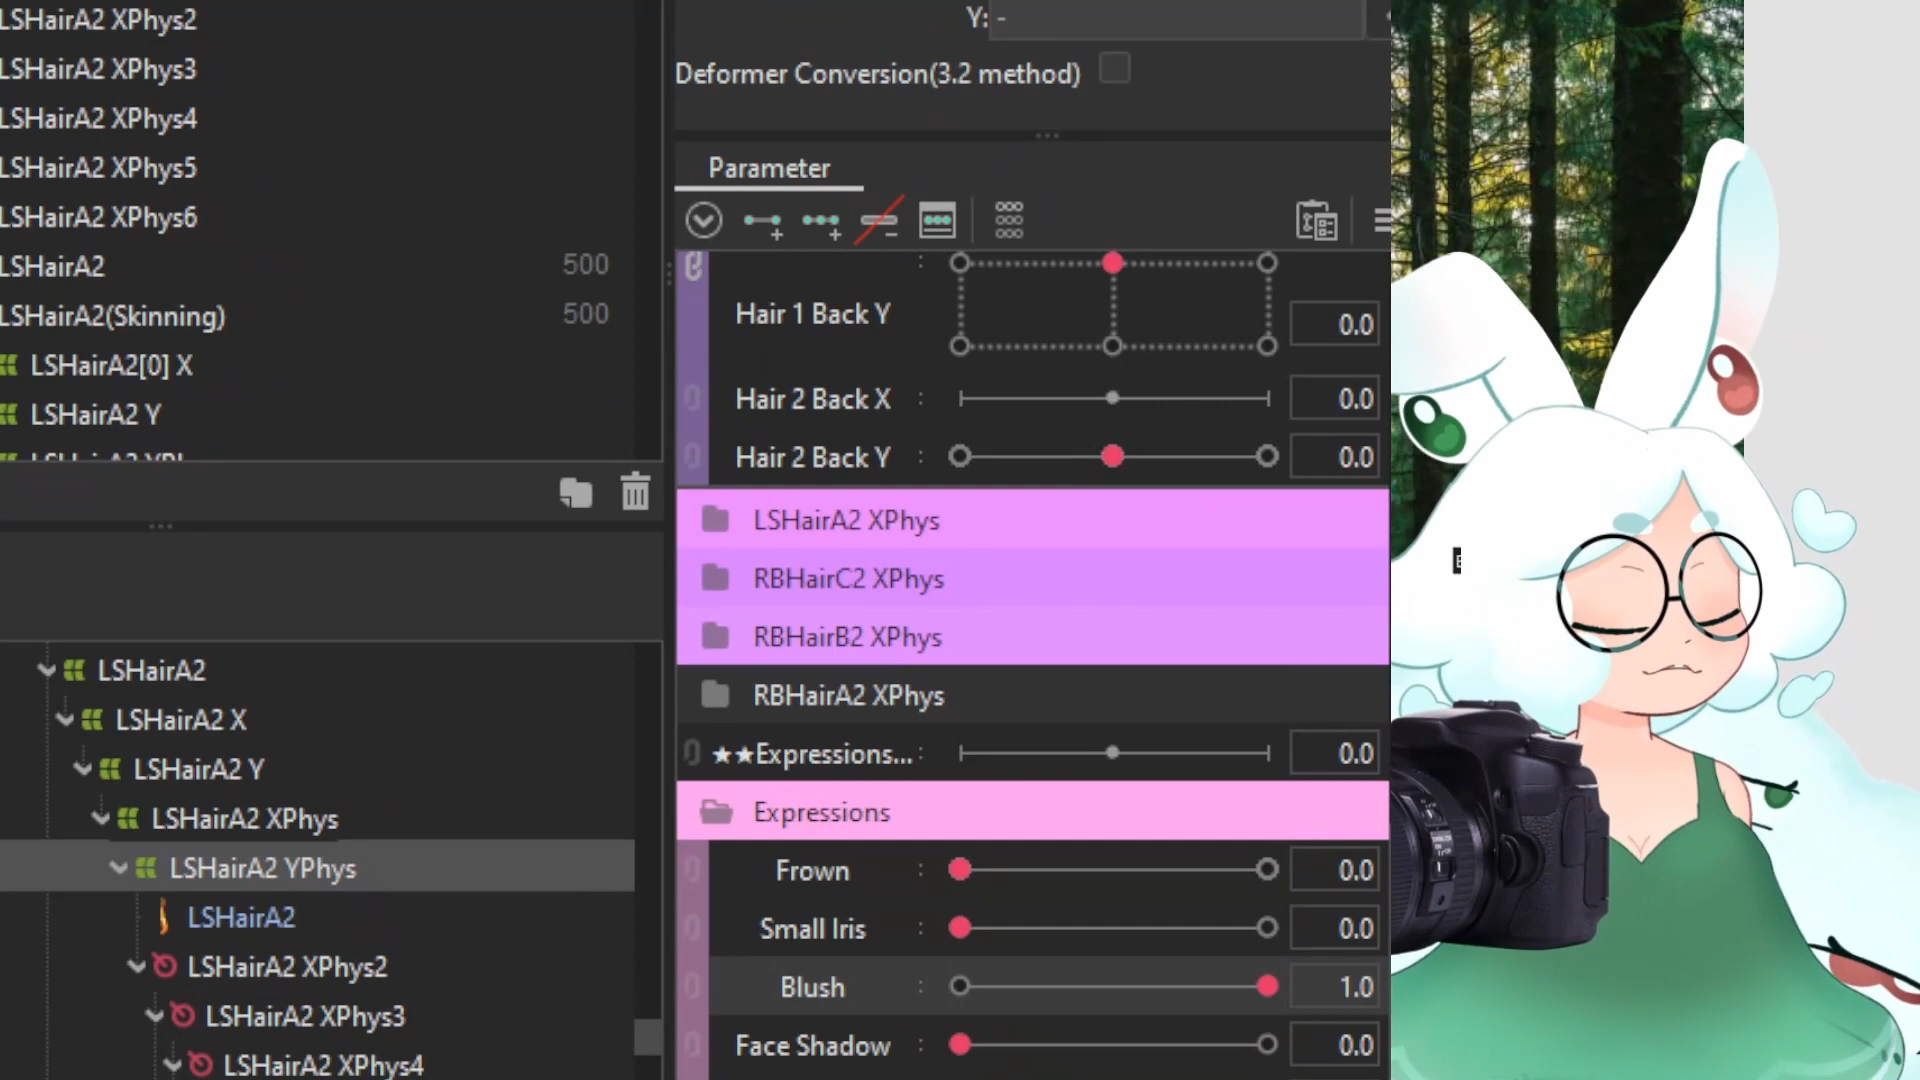 LSHairA2 XPhys2
LSHairA2 XPhys3
LSHairA2 XPhys4
LSHairA2 XPhys5
LSHairA2 XPhys6
LSHairA2 500
LSHairA2(Skinning) 500
LSHairA2[0] X
LSHairA2 Y
LSHairA2
LSHairA2 X
LSHairA2 Y
LSHairA2 XPhys
LSHairA2 YPhys
LSHairA2
LSHairA2 XPhys2
LSHairA2 XPhys3
LSHairA2 XPhys4
Y: -
Deformer Conversion(3.2 method)
Parameter
:
Hair 1 Back Y 0.0
Hair 2 Back X : 0.0
Hair 2 Back Y : 0.0
LSHairA2 XPhys
RBHairC2 XPhys
RBHairB2 XPhys
RBHairA2 XPhys
★★Expressions... : 0.0
Expressions
Frown : 0.0
Small Iris : 0.0
Blush : 1.0
Face Shadow : 0.0